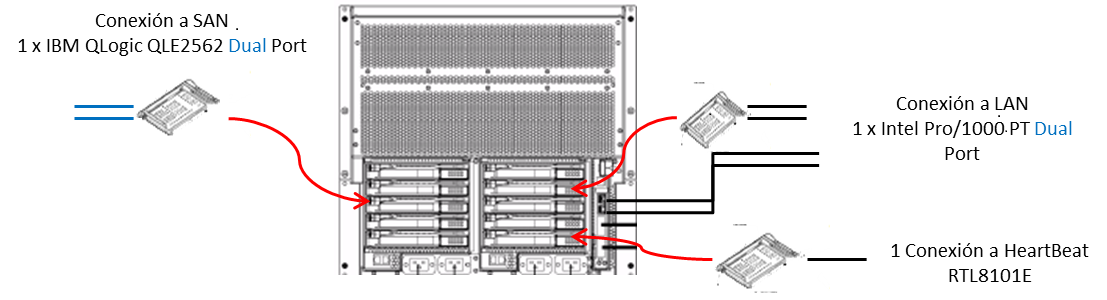 Conexión a SAN
1 x IBM QLogic QLE2562 Dual Port
Conexión a LAN
1 x Intel Pro/1000 PT Dual
Port
1 Conexión a HeartBeat
RTL8101E